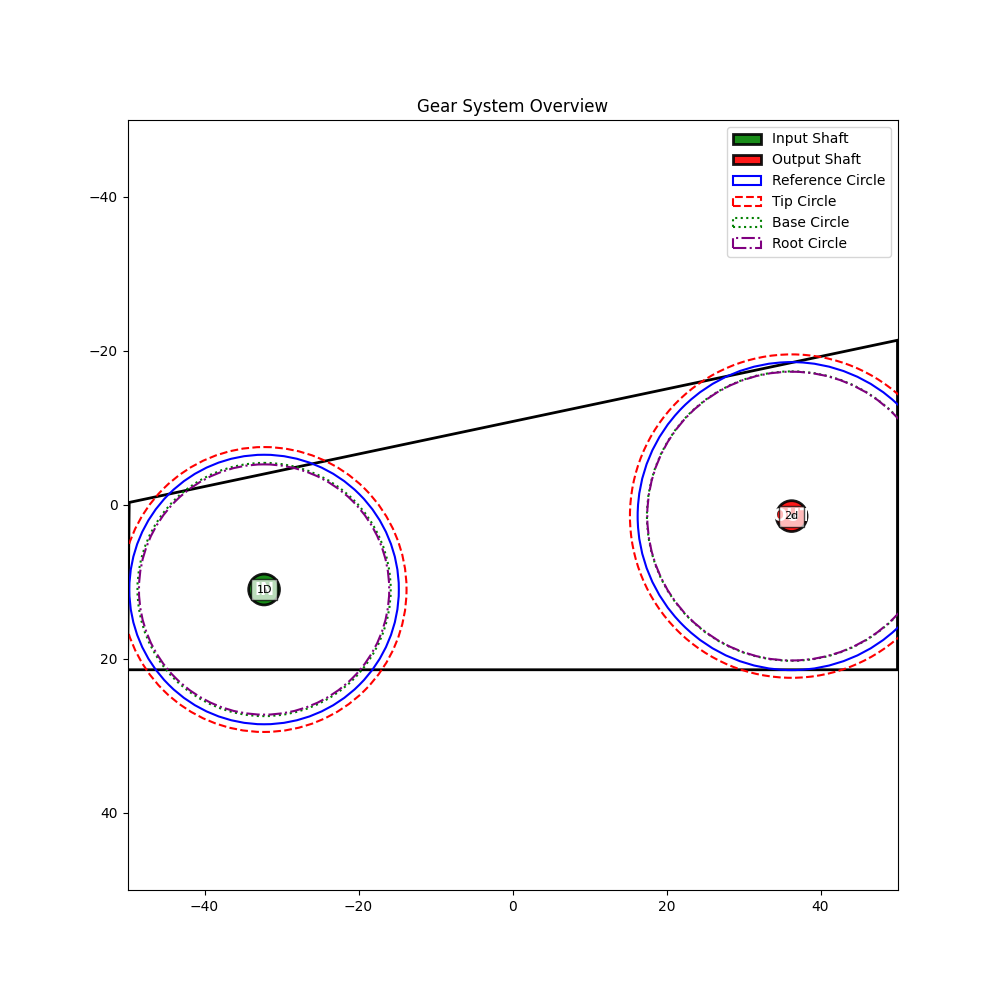 Gear System Overview
Input Shaft
Output Shaft
Reference Circle
Tip Circle
Base Circle
Root Circle
−40
−20
0
20
40
1D
2d
−40
−20
0
20
40